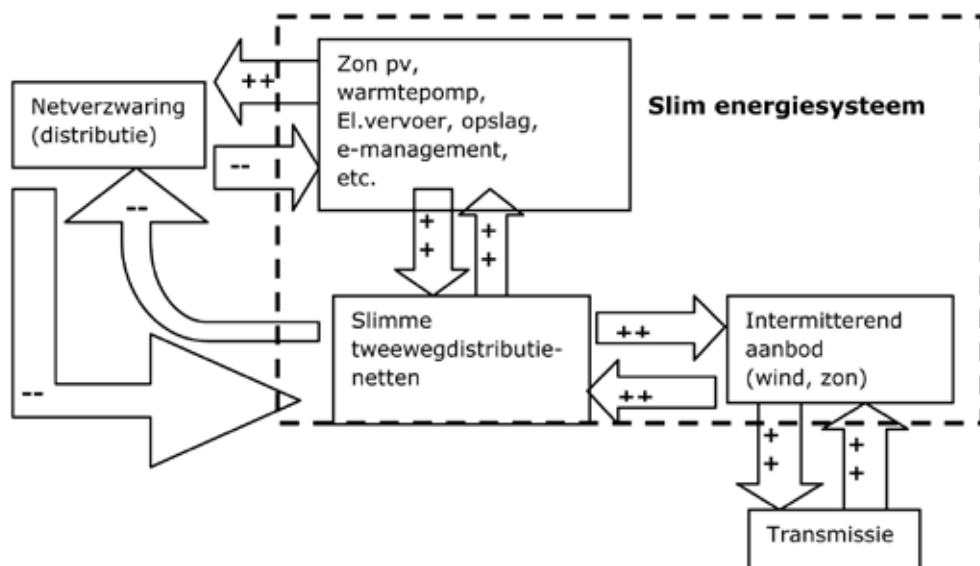 Zon pv,
warmtepomp,
El.vervoer, opslag,
e-management,
etc.
Slim energiesysteem
++
Netverzwaring
(distributie)
--
--
+
+
+
+
Slimme
tweewegdistributie-
netten
++
++
Intermitterend
aanbod
(wind, zon)
--
+
+
+
+
Transmissie